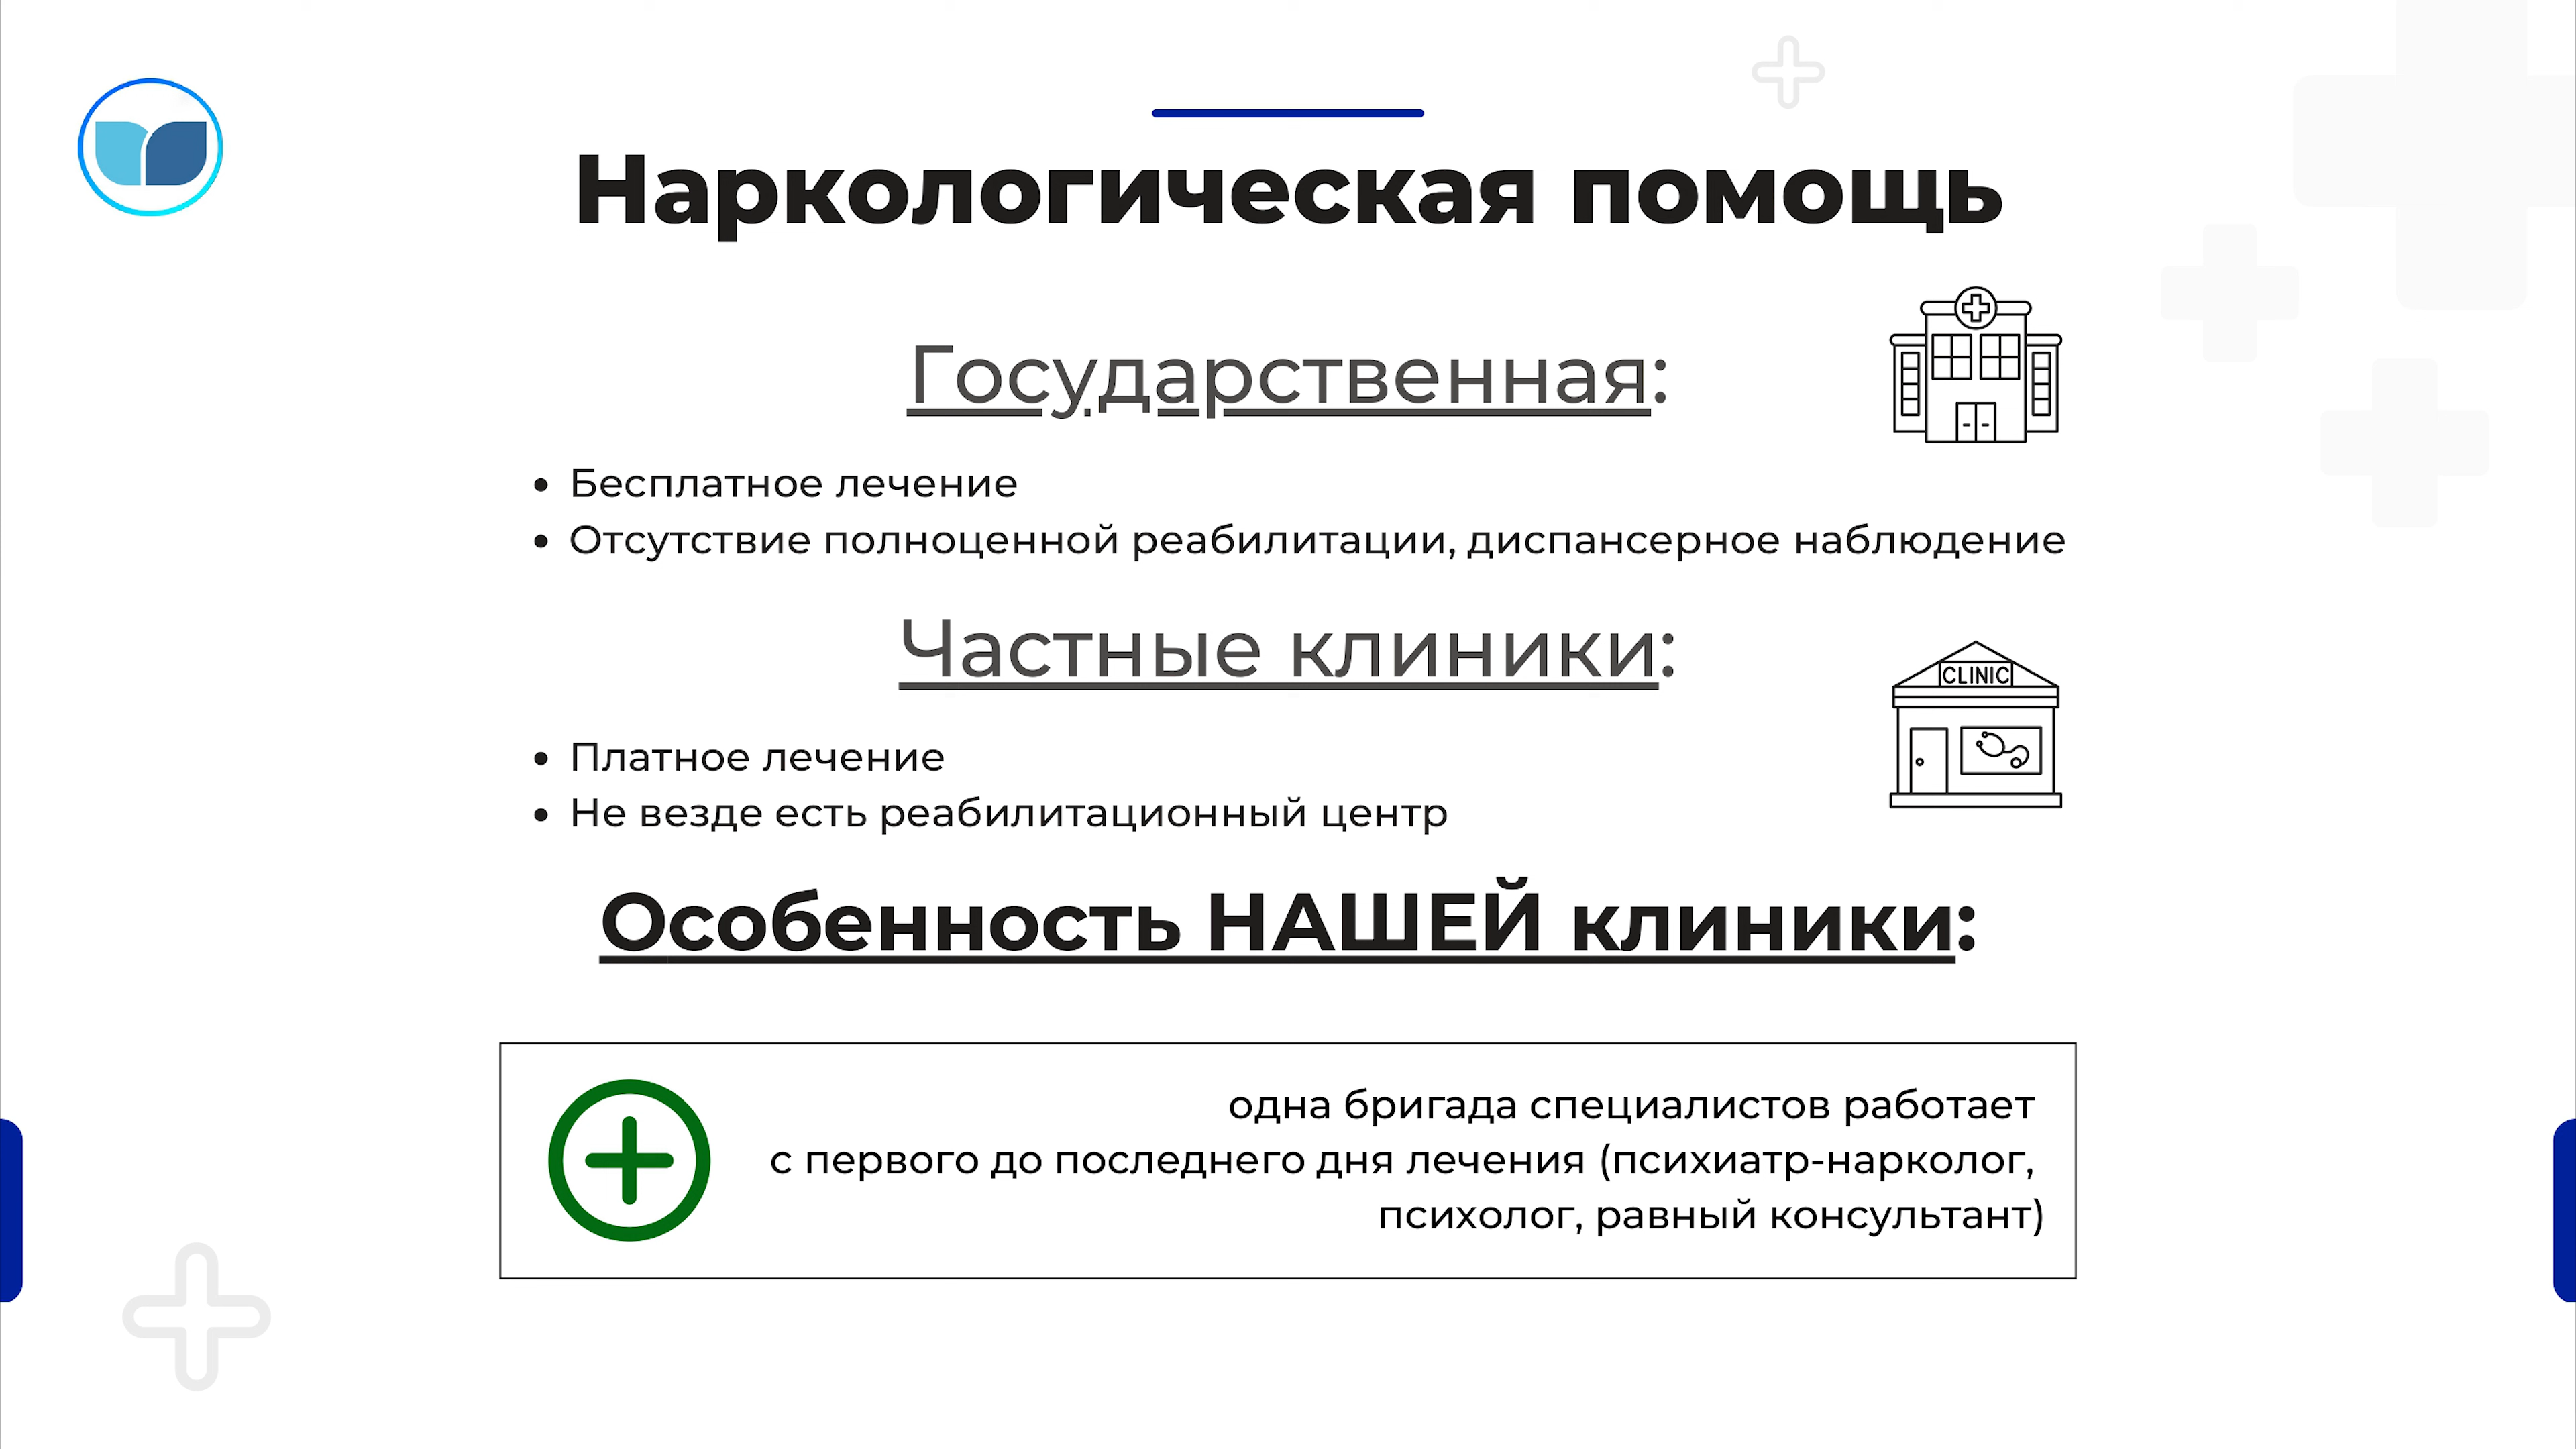 Наркологическая помощь
Государственная:
• Бесплатное лечение
• Отсутствие полноценной реабилитации, диспансерное наблюдение
Частные клиники:
CLINIC
• Платное лечение
• Не везде есть реабилитационный центр
Особенность НАШЕЙ клиники:
одна бригада специалистов работает
с первого до последнего дня лечения (психиатр-нарколог,
психолог, равный консультант)